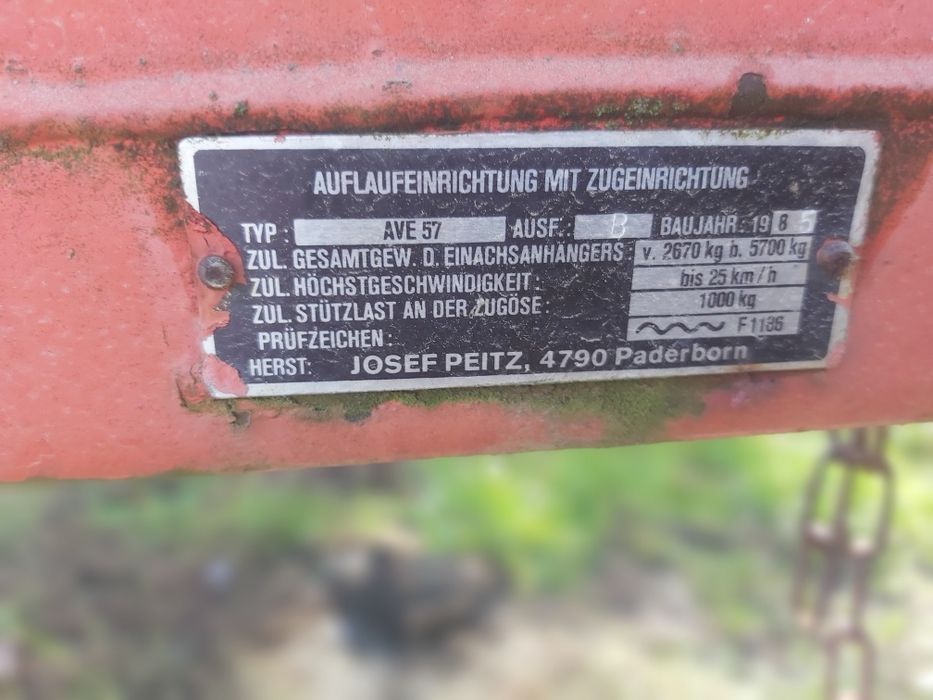 AUFLAUFEINRICHTUNG MIT ZUGEINRICHTUNG
TYP : AVE 57 AUSF.: B BAUJAHR: 19 8 5
ZUL. GESAMTGEW. D. EINACHSANHÄNGERS: v. 2670 kg b. 5700 kg
ZUL. HÖCHSTGESCHWINDIGKEIT: bis 25 km/h
ZUL. STÜTZLAST AN DER ZUGÖSE: 1000 kg
PRÜFZEICHEN: F 1186
HERST: JOSEF PEITZ, 4790 Paderborn